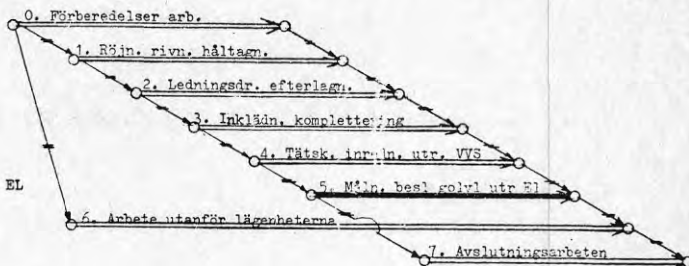 0. Förberedelser arb.
1. Röjn. rivn. håltagn.
2. Ledningsdr. efterlagn.
3. Inklädn. komplettering
4. Tätsk. inreln. utr. VVS
5. Måln. besl golvl utr El
EL
6. Arbete utanför lägenheterna
7. Avslutningsarbeten